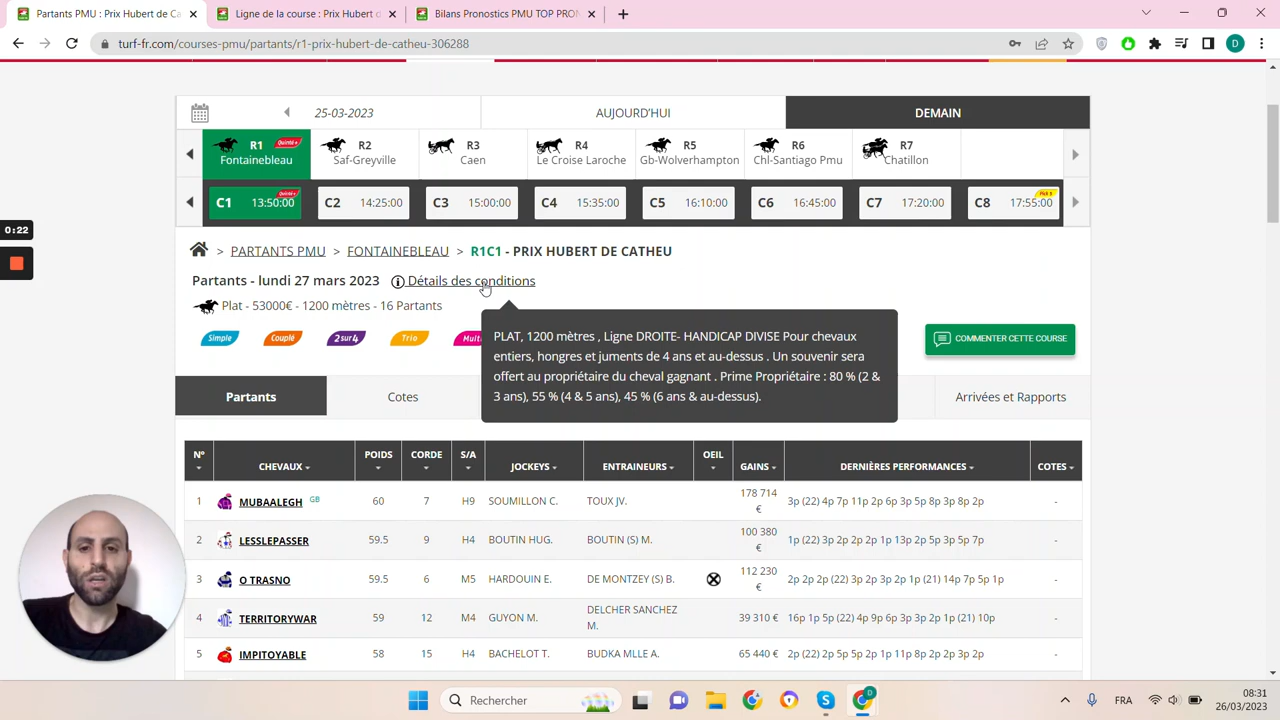 Partants PMU : Prix Hubert de Ca
Ligne de la course : Prix Hubert d
Bilans Pronostics PMU TOP PRON
turf-fr.com/courses-pmu/partants/r1-prix-hubert-de-catheu-306288
D
25-03-2023
AUJOURD'HUI
DEMAIN
R1 Quinté+
Fontainebleau
R2
Saf-Greyville
R3
Caen
R4
Le Croise Laroche
R5
Gb-Wolverhampton
R6
Chl-Santiago Pmu
R7
Chatillon
C1 13:50:00 Quinté+
C2 14:25:00
C3 15:00:00
C4 15:35:00
C5 16:10:00
C6 16:45:00
C7 17:20:00
C8 17:55:00 Pick 5
0:22
> PARTANTS PMU > FONTAINEBLEAU > R1C1 - PRIX HUBERT DE CATHEU
Partants - lundi 27 mars 2023 Détails des conditions
Plat - 53000€ - 1200 mètres - 16 Partants
Simple Couplé 2sur4 Trio Mult
PLAT, 1200 mètres , Ligne DROITE- HANDICAP DIVISE Pour chevaux
entiers, hongres et juments de 4 ans et au-dessus . Un souvenir sera
offert au propriétaire du cheval gagnant . Prime Propriétaire : 80 % (2 &
3 ans), 55 % (4 & 5 ans), 45 % (6 ans & au-dessus).
COMMENTER CETTE COURSE
Partants
Cotes
Arrivées et Rapports
N° CHEVAUX POIDS CORDE S/A JOCKEYS ENTRAINEURS OEIL GAINS DERNIÈRES PERFORMANCES COTES
1 MUBAALEGH GB 60 7 H9 SOUMILLON C. TOUX JV. 178 714 € 3p (22) 4p 7p 11p 2p 6p 3p 5p 8p 3p 8p 2p -
2 LESSLEPASSER 59.5 9 H4 BOUTIN HUG. BOUTIN (S) M. 100 380 € 1p (22) 3p 2p 2p 2p 1p 13p 2p 5p 3p 5p 7p -
3 O TRASNO 59.5 6 M5 HARDOUIN E. DE MONTZEY (S) B. 112 230 € 2p 2p 2p (22) 3p 2p 3p 2p 1p (21) 14p 7p 5p 1p -
4 TERRITORYWAR 59 12 M4 GUYON M. DELCHER SANCHEZ M. 39 310 € 16p 1p 5p (22) 4p 9p 6p 3p 3p 2p 1p (21) 10p -
5 IMPITOYABLE 58 15 H4 BACHELOT T. BUDKA MLLE A. 65 440 € 2p (22) 2p 5p 5p 2p 1p 11p 8p 2p 2p 3p 2p -
Rechercher
D
FRA
08:31
26/03/2023